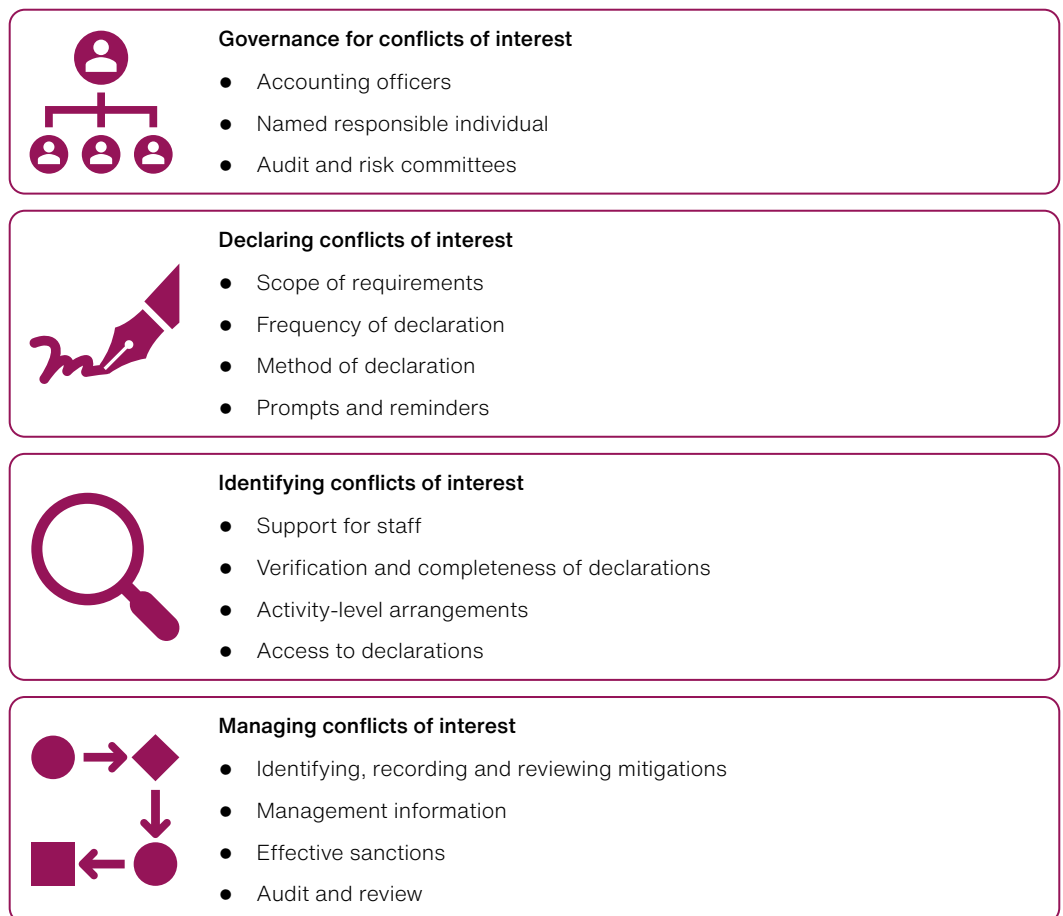 Governance for conflicts of interest
● Accounting officers
● Named responsible individual
● Audit and risk committees
Declaring conflicts of interest
● Scope of requirements
● Frequency of declaration
● Method of declaration
● Prompts and reminders
Identifying conflicts of interest
● Support for staff
● Verification and completeness of declarations
● Activity-level arrangements
● Access to declarations
Managing conflicts of interest
● Identifying, recording and reviewing mitigations
● Management information
● Effective sanctions
● Audit and review